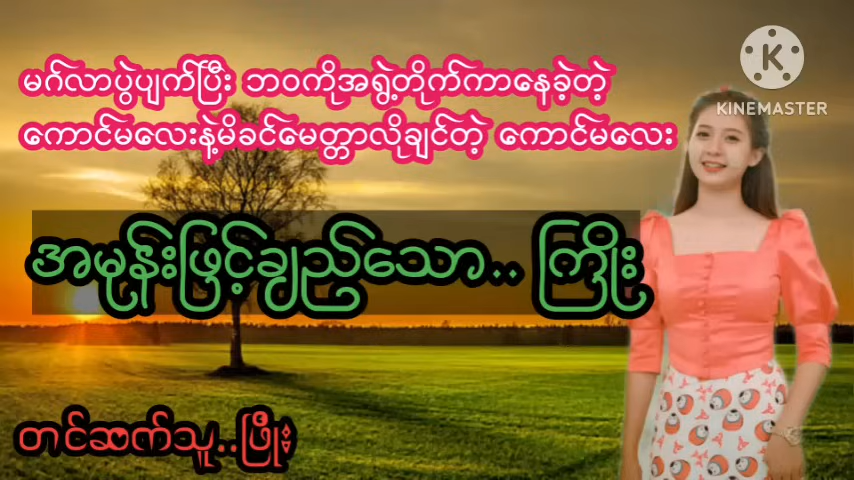 KINEMASTER
မင်္ဂလာပွဲပျက်ပြီး ဘဝကိုအရွဲ့တိုက်ကာနေခဲ့တဲ့
ကောင်မလေးနဲ့မိခင်မေတ္တာလိုချင်တဲ့ ကောင်မလေး
အမုန်းဖြင့်ချည်သော.. ကြိုး
တင်ဆက်သူ..ဖြိုး